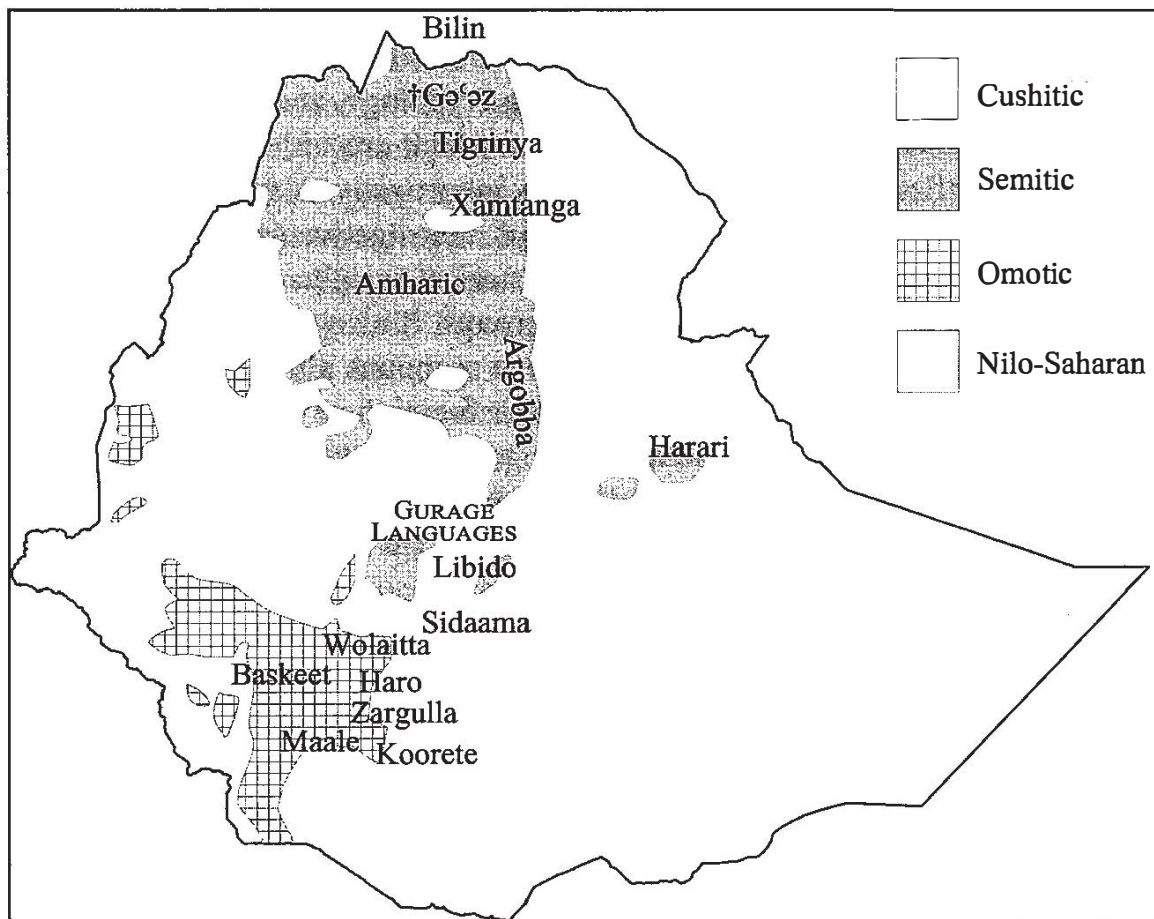 Bilin
†Gəʿəz
Tigrinya
Xamtanga
Amharic
Argobba
Harari
GURAGE
LANGUAGES
Libido
Sidaama
Wolaitta
Baskeet
Haro
Zargulla
Maale
Koorete
Cushitic
Semitic
Omotic
Nilo-Saharan